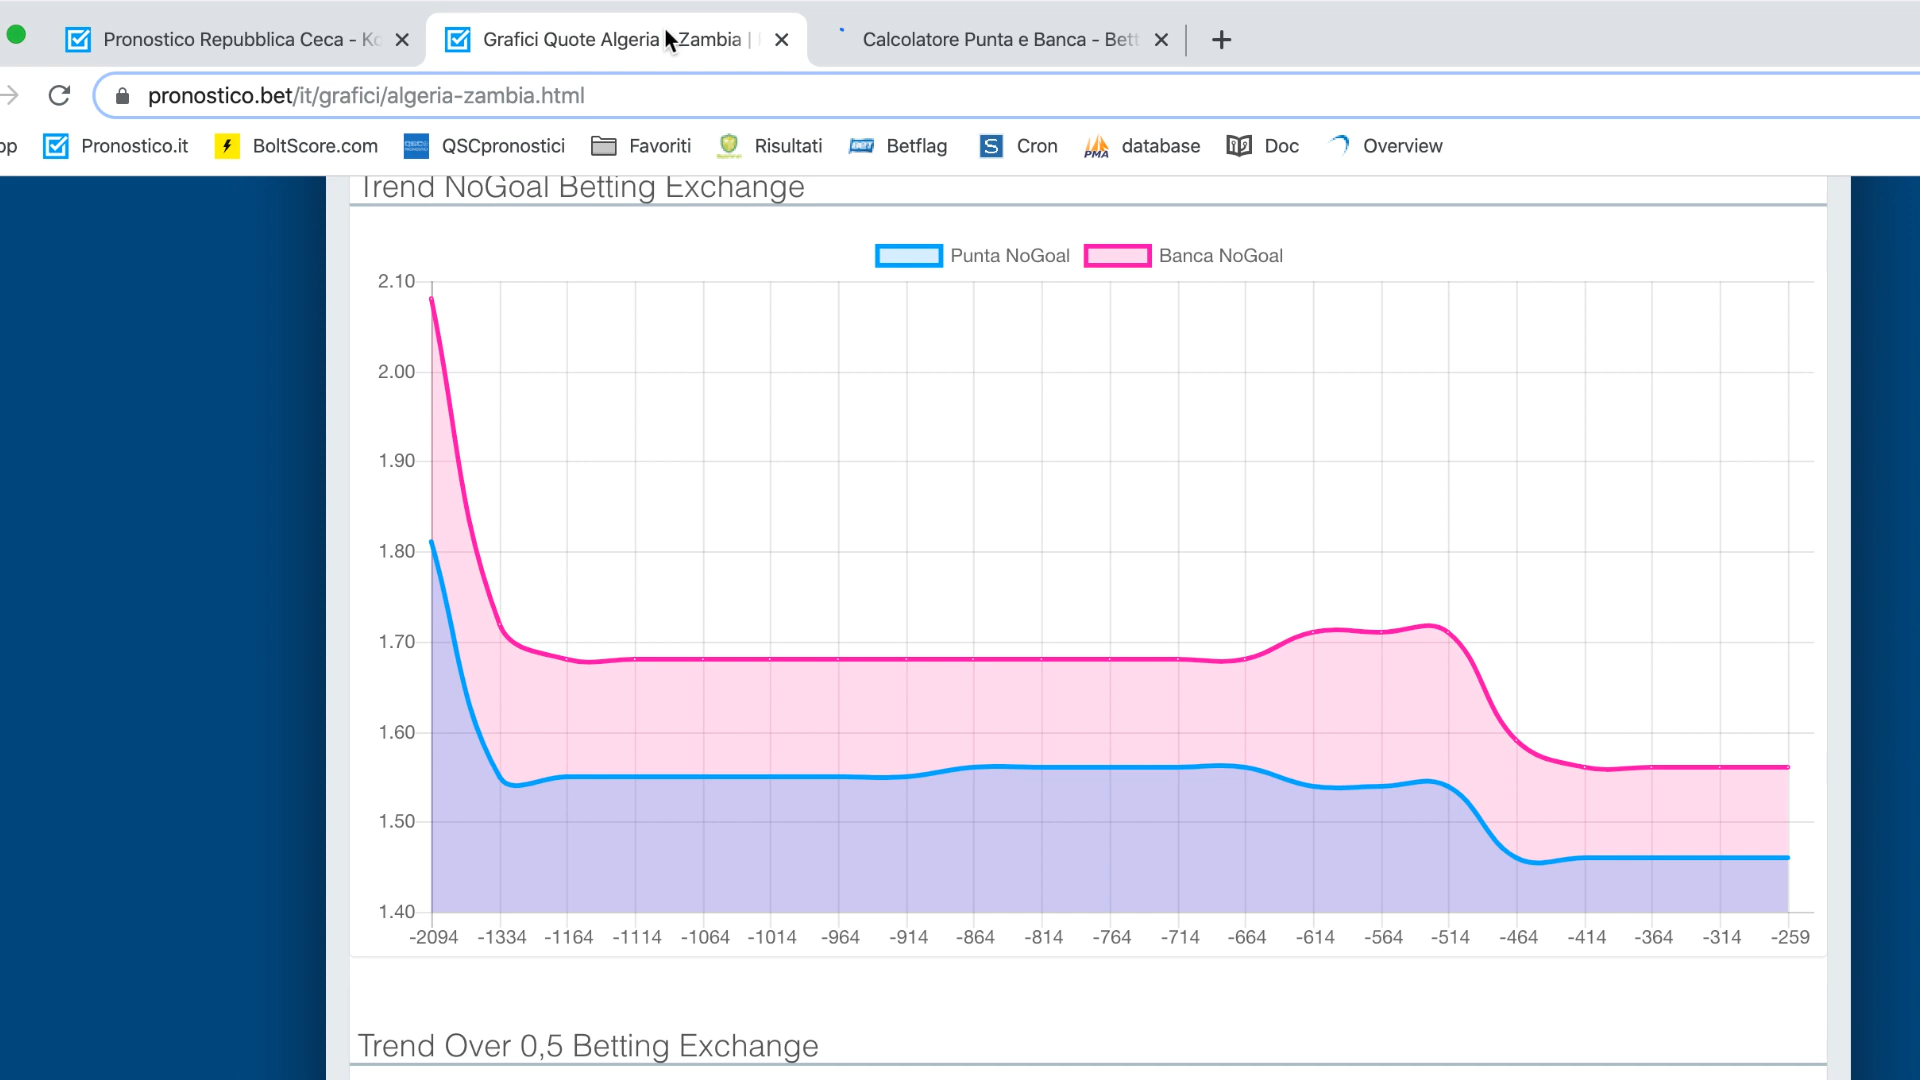 Pronostico Repubblica Ceca - Ko
Grafici Quote Algeria Zambia |
Calcolatore Punta e Banca - Bett
pronostico.bet/it/grafici/algeria-zambia.html
pp Pronostico.it BoltScore.com QSCpronostici Favoriti Risultati Betflag Cron database Doc Overview
Trend NoGoal Betting Exchange
Punta NoGoal Banca NoGoal
2.10
2.00
1.90
1.80
1.70
1.60
1.50
1.40
-2094 -1334 -1164 -1114 -1064 -1014 -964 -914 -864 -814 -764 -714 -664 -614 -564 -514 -464 -414 -364 -314 -259
Trend Over 0,5 Betting Exchange